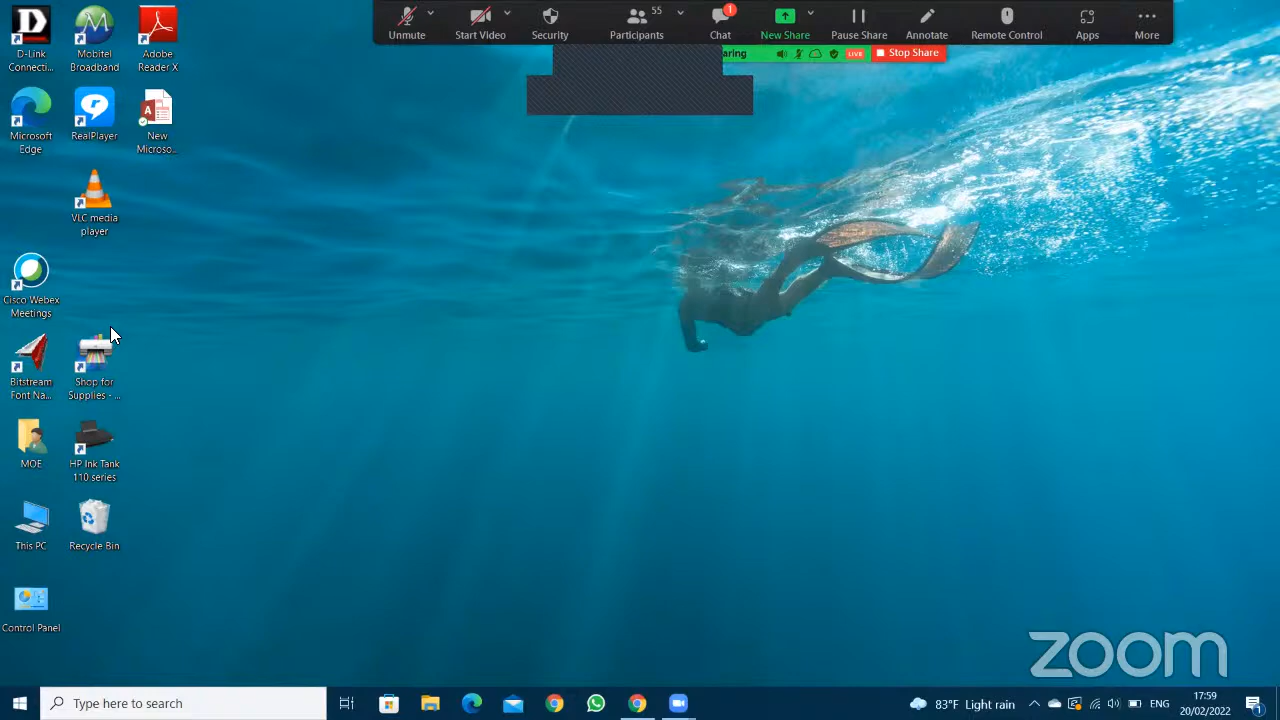 Unmute
Start Video
Security
55
Participants
1
Chat
New Share
Pause Share
Annotate
Remote Control
Apps
More
aring
LIVE
Stop Share
D-Link
Connecti...
Mobitel
Broadband
Adobe
Reader X
Microsoft
Edge
RealPlayer
New
Microso...
VLC media
player
Cisco Webex
Meetings
Bitstream
Font Na...
Shop for
Supplies - ...
MOE
HP Ink Tank
110 series
This PC
Recycle Bin
Control Panel
zoom
Type here to search
83°F Light rain
ENG
17:59
20/02/2022
1